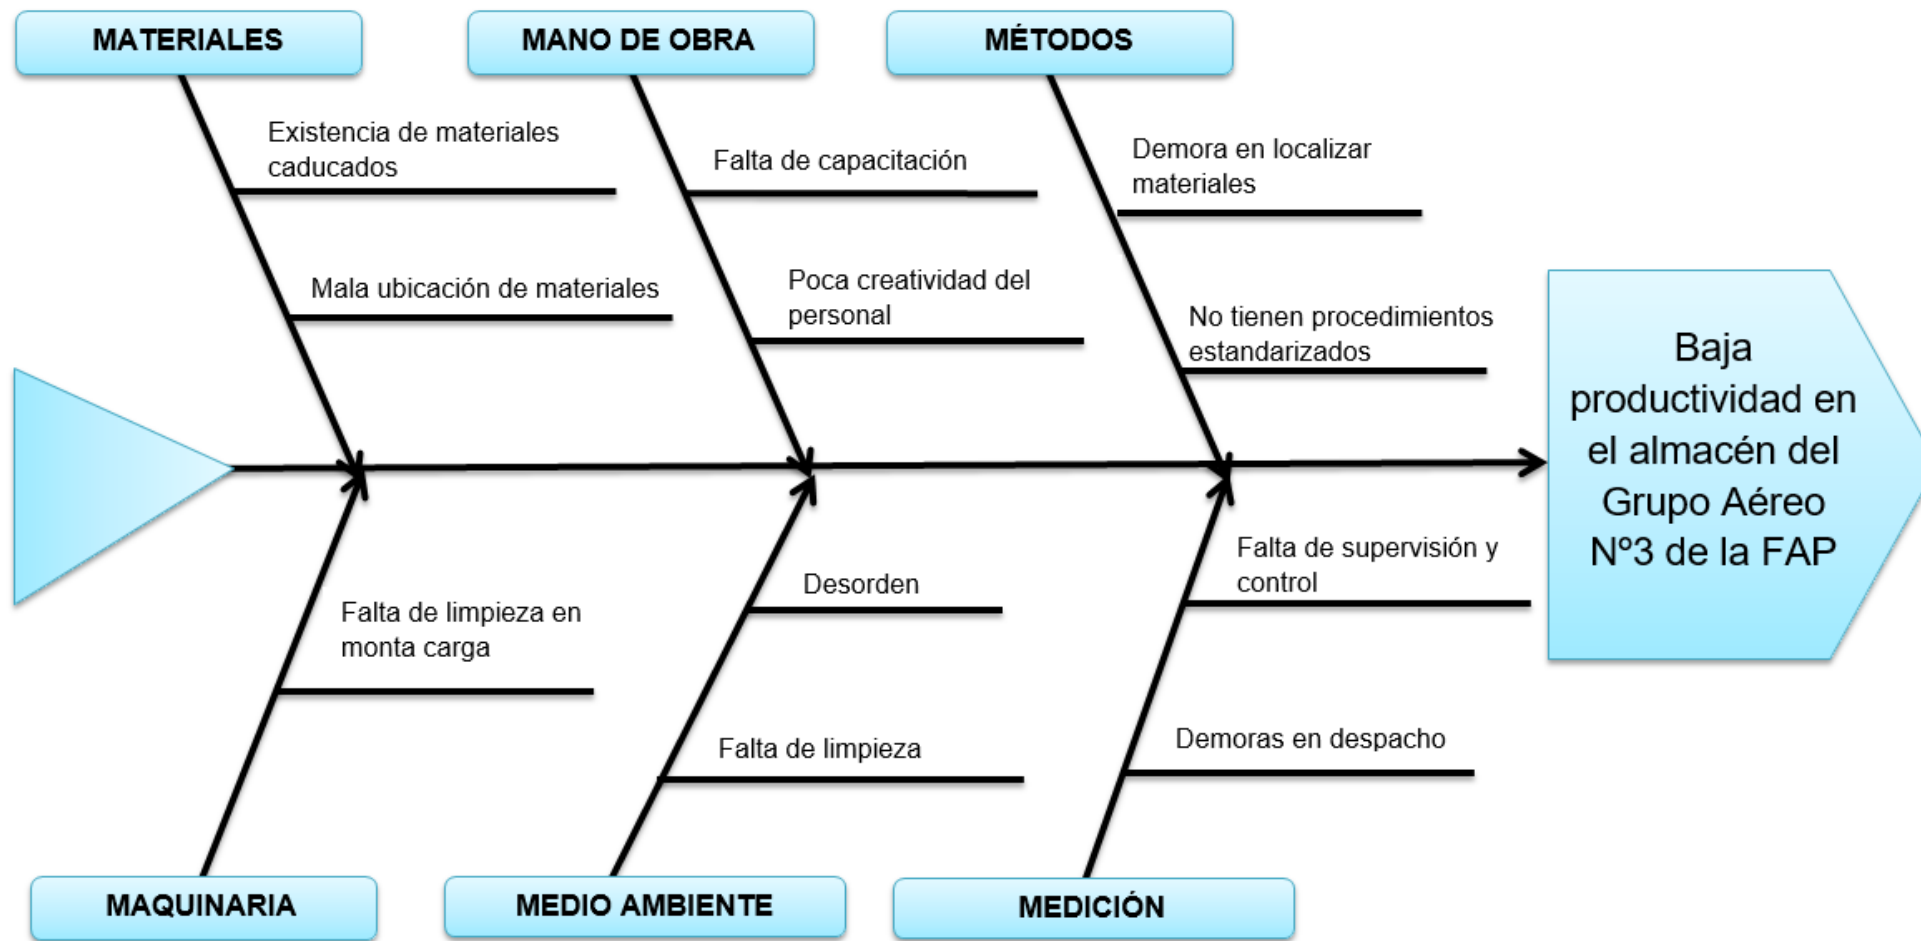 MATERIALES
MANO DE OBRA
MÉTODOS
Existencia de materiales
caducados
Mala ubicación de materiales
Falta de capacitación
Poca creatividad del
personal
Demora en localizar
materiales
No tienen procedimientos
estandarizados
Baja
productividad en
el almacén del
Grupo Aéreo
Nº3 de la FAP
Falta de limpieza en
monta carga
Desorden
Falta de limpieza
Falta de supervisión y
control
Demoras en despacho
MAQUINARIA
MEDIO AMBIENTE
MEDICIÓN